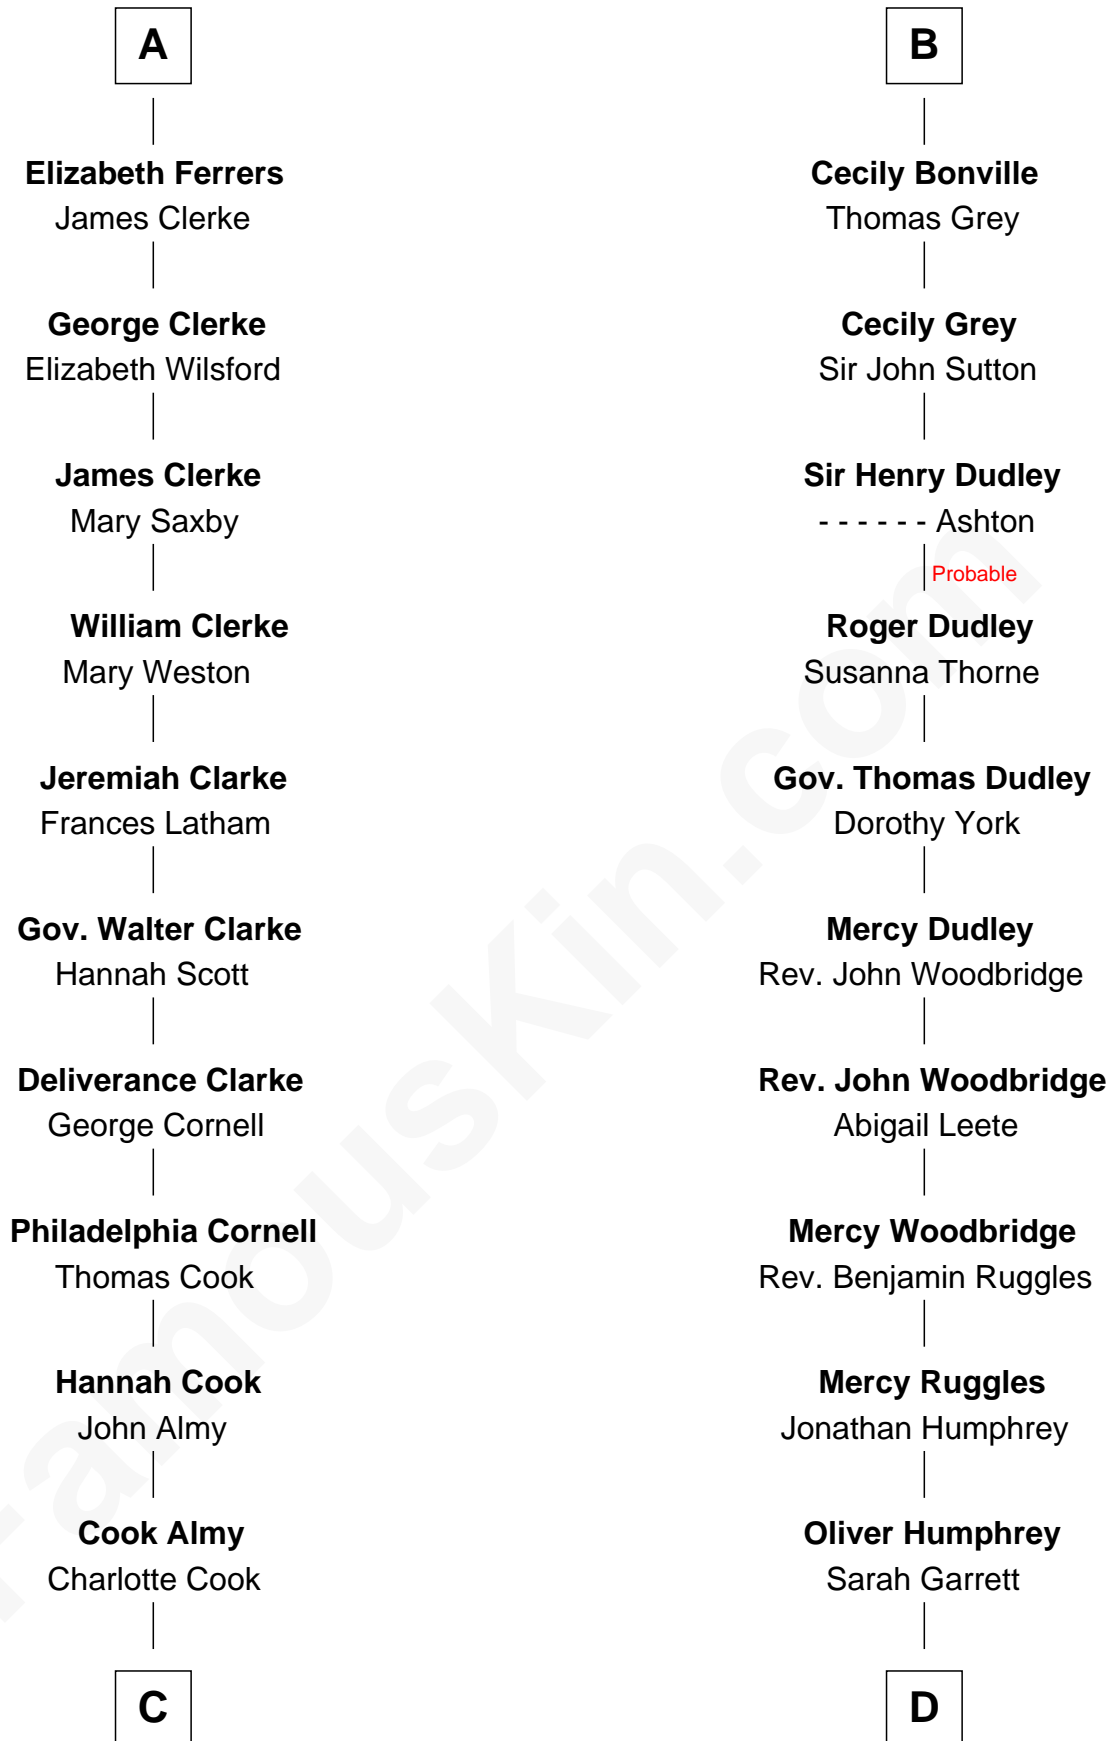 A
Elizabeth Ferrers
James Clerke
George Clerke
Elizabeth Wilsford
James Clerke
Mary Saxby
William Clerke
Mary Weston
Jeremiah Clarke
Frances Latham
Gov. Walter Clarke
Hannah Scott
Deliverance Clarke
George Cornell
Philadelphia Cornell
Thomas Cook
Hannah Cook
John Almy
Cook Almy
Charlotte Cook
C
B
Cecily Bonville
Thomas Grey
Cecily Grey
Sir John Sutton
Sir Henry Dudley
- - - - - - Ashton
Probable
Roger Dudley
Susanna Thorne
Gov. Thomas Dudley
Dorothy York
Mercy Dudley
Rev. John Woodbridge
Rev. John Woodbridge
Abigail Leete
Mercy Woodbridge
Rev. Benjamin Ruggles
Mercy Ruggles
Jonathan Humphrey
Oliver Humphrey
Sarah Garrett
D
FamousKin.com